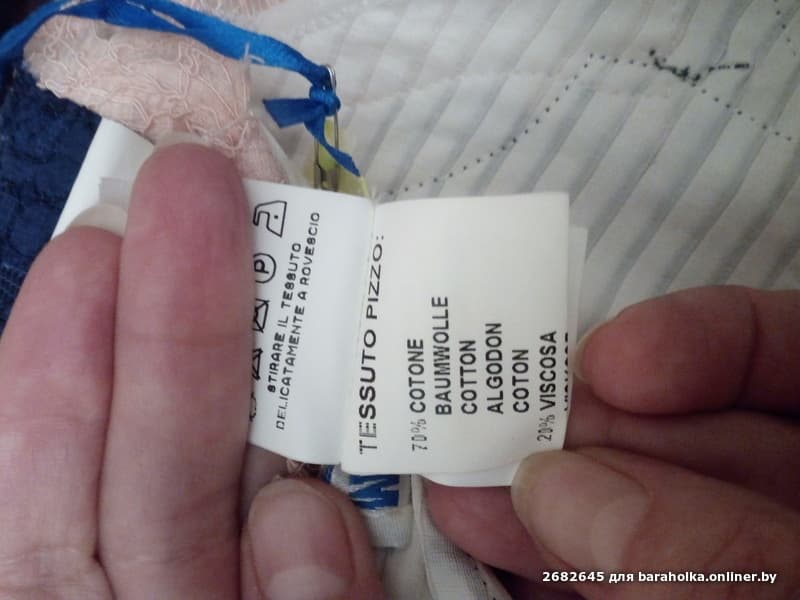 STIRARE IL TESSUTO
DELICATAMENTE A ROVESCIO
P
TESSUTO PIZZO:
70% COTONE
BAUMWOLLE
COTTON
ALGODON
COTON
20% VISCOSA
2682645 для baraholka.onliner.by